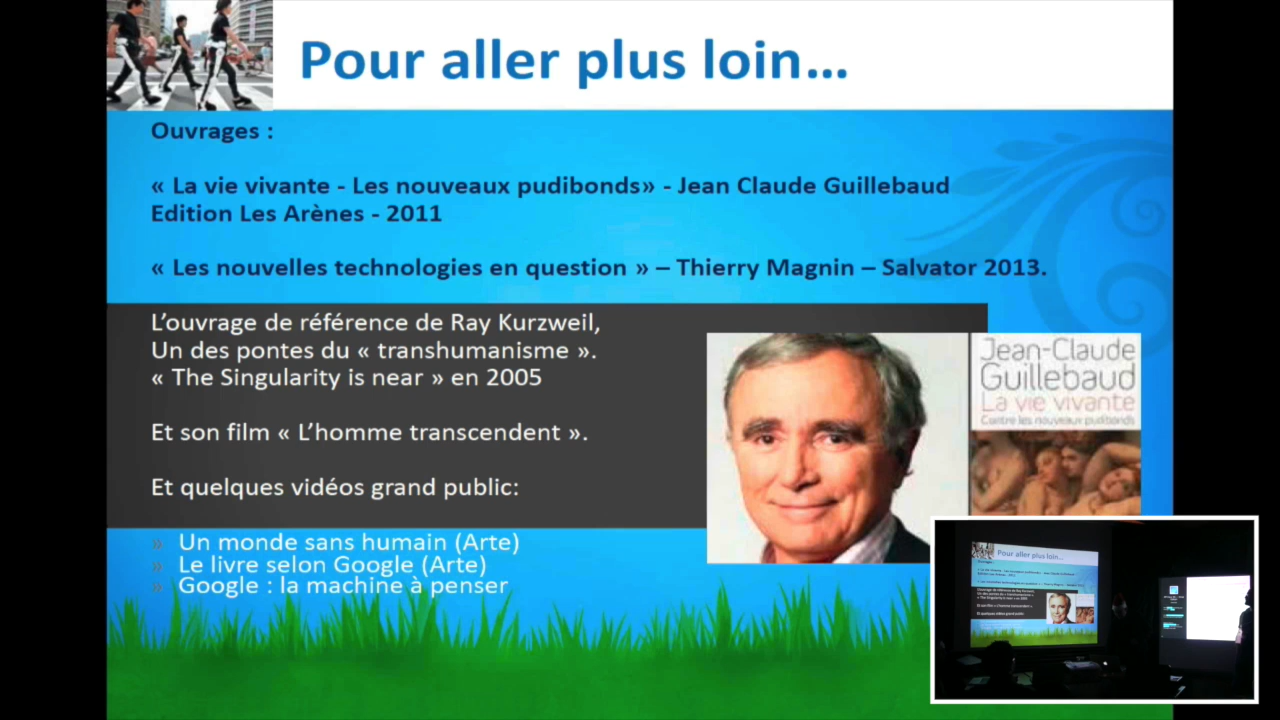 Pour aller plus loin...
Ouvrages :
« La vie vivante - Les nouveaux pudibonds» - Jean Claude Guillebaud
Edition Les Arènes - 2011
« Les nouvelles technologies en question » – Thierry Magnin – Salvator 2013.
L'ouvrage de référence de Ray Kurzweil,
Un des pontes du « transhumanisme ».
« The Singularity is near » en 2005
Et son film « L'homme transcendent ».
Et quelques vidéos grand public:
» Un monde sans humain (Arte)
» Le livre selon Google (Arte)
» Google : la machine à penser
Jean-Claude
Guillebaud
La vie vivante
Contre les nouveaux pudibonds
Pour aller plus loin...